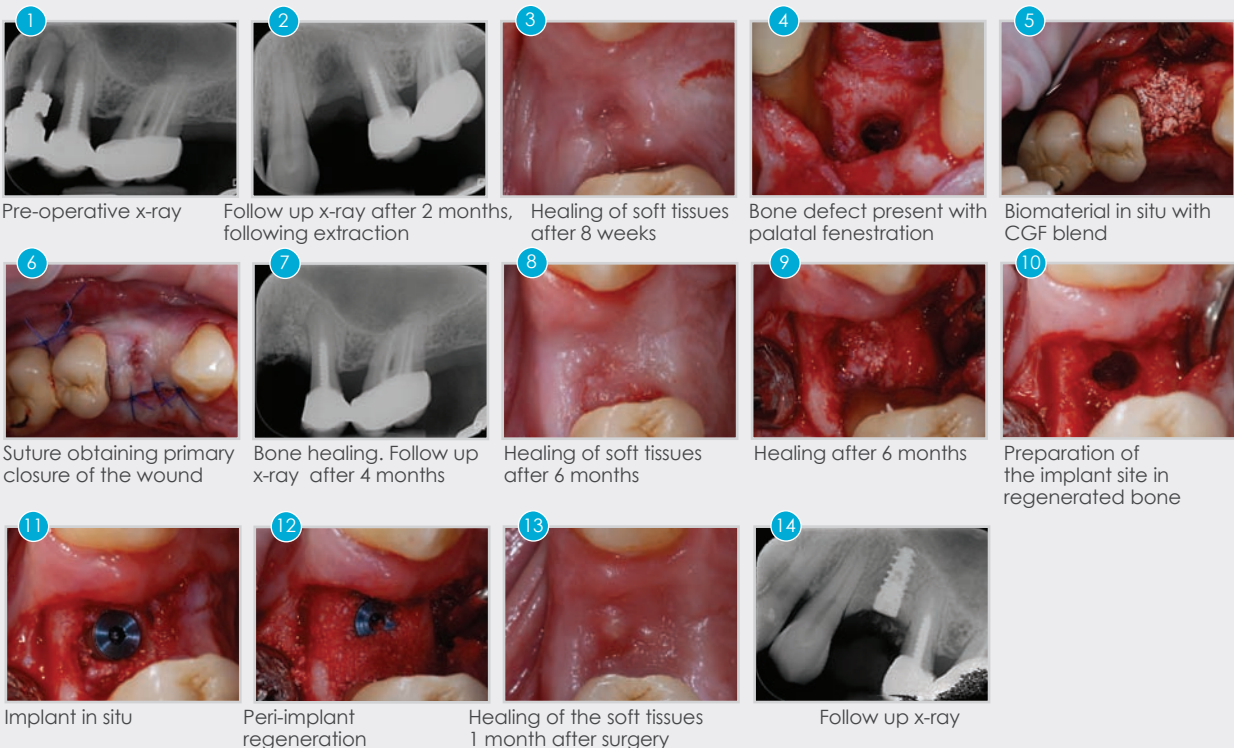 1
2
3
4
5
Pre-operative x-ray
Follow up x-ray after 2 months,
following extraction
Healing of soft tissues
after 8 weeks
Bone defect present with
palatal fenestration
Biomaterial in situ with
CGF blend
6
7
8
9
10
Suture obtaining primary
closure of the wound
Bone healing. Follow up
x-ray after 4 months
Healing of soft tissues
after 6 months
Healing after 6 months
Preparation of
the implant site in
regenerated bone
11
12
13
14
Implant in situ
Peri-implant
regeneration
Healing of the soft tissues
1 month after surgery
Follow up x-ray